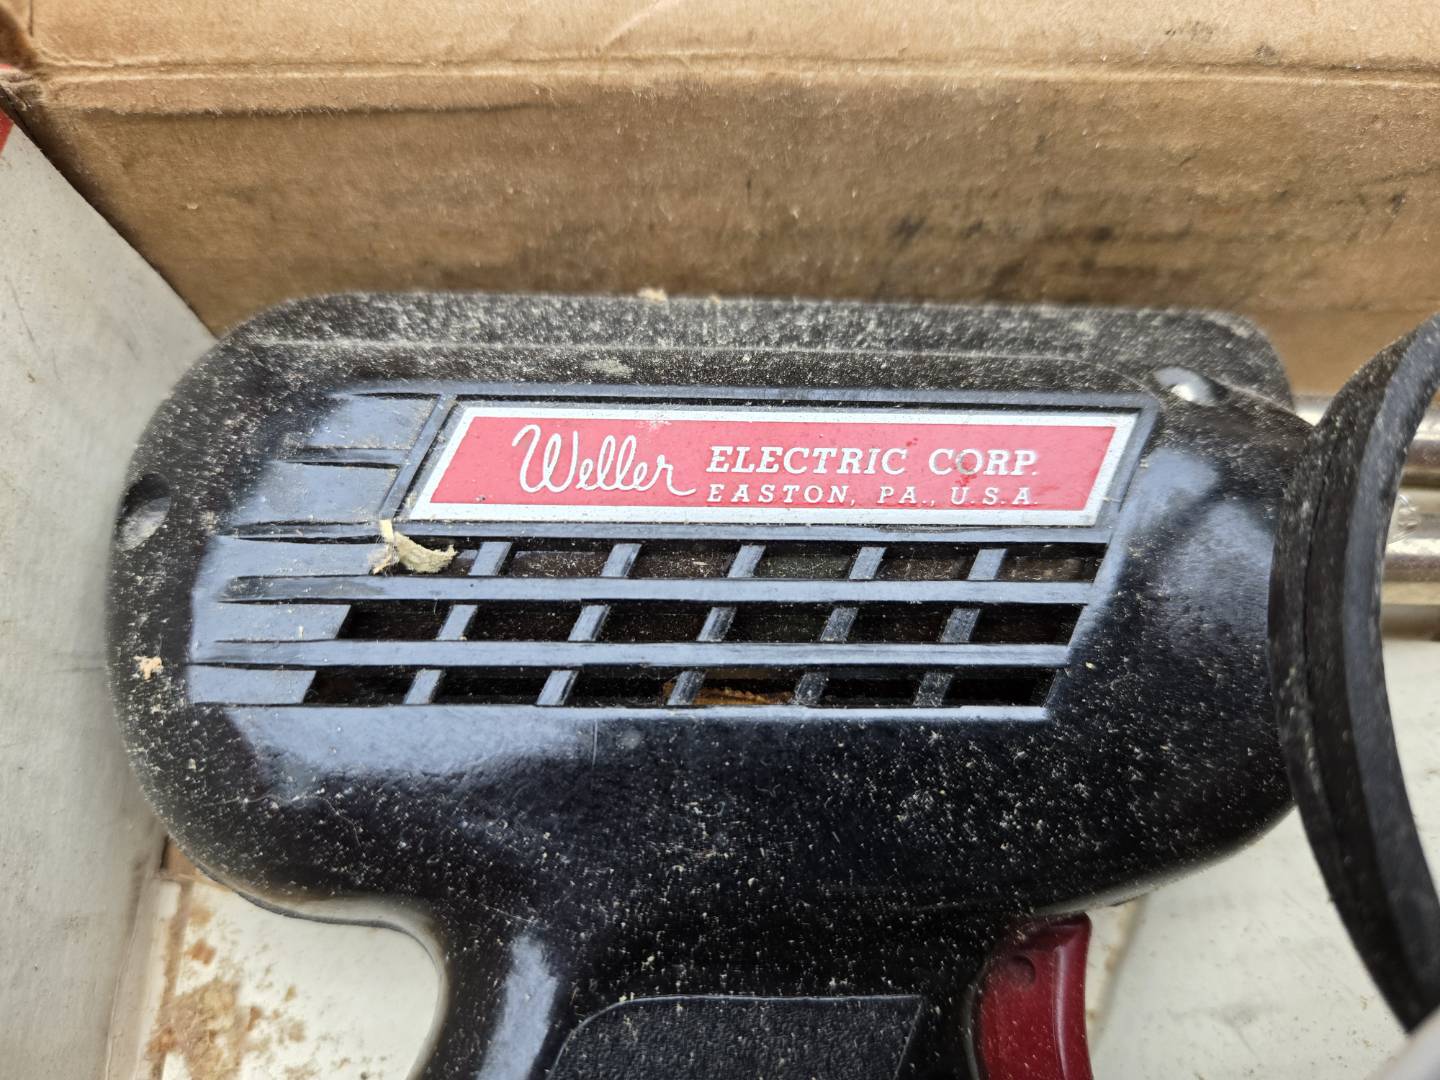 Weller ELECTRIC CORP.
EASTON, PA., U.S.A.